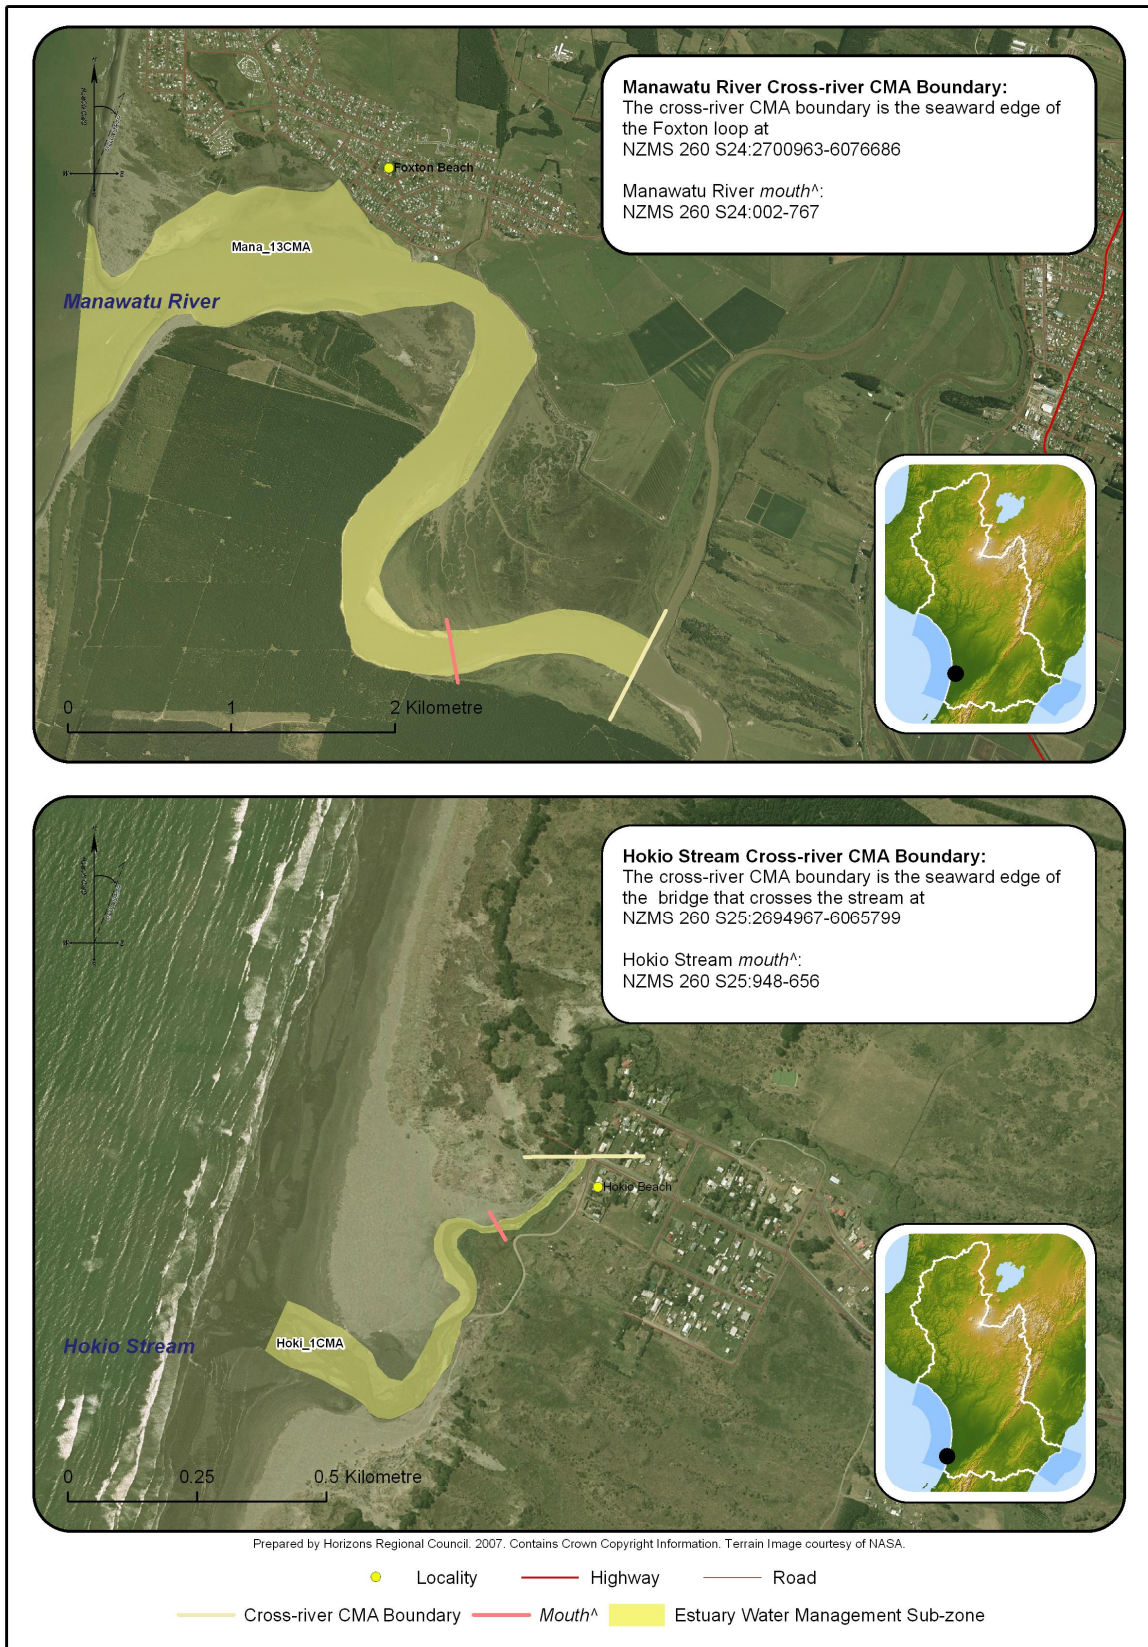 Manawatu River Cross-river CMA Boundary:
The cross-river CMA boundary is the seaward edge of
the Foxton loop at
NZMS 260 S24:2700963-6076686
Manawatu River mouth^:
NZMS 260 S24:002-767
Foxton Beach
Mana_13CMA
Manawatu River
0 1 2 Kilometre
Hokio Stream Cross-river CMA Boundary:
The cross-river CMA boundary is the seaward edge of
the bridge that crosses the stream at
NZMS 260 S25:2694967-6065799
Hokio Stream mouth^:
NZMS 260 S25:948-656
Hokio Beach
Hoki_1CMA
Hokio Stream
0 0.25 0.5 Kilometre
Prepared by Horizons Regional Council. 2007. Contains Crown Copyright Information. Terrain Image courtesy of NASA.
Locality Highway Road
Cross-river CMA Boundary Mouth^ Estuary Water Management Sub-zone